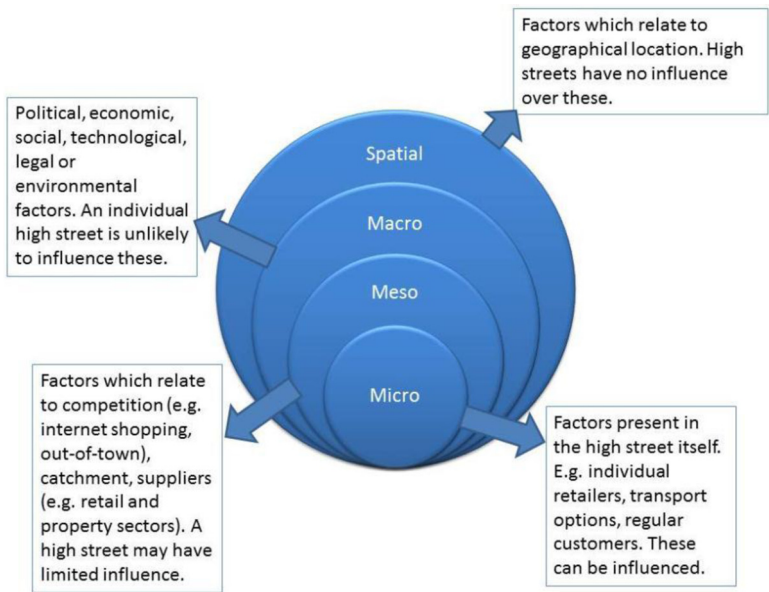 Factors which relate to
geographical location. High
streets have no influence
over these.
Political, economic,
social, technological,
legal or
environmental
factors. An individual
high street is unlikely
to influence these.
Spatial
Macro
Meso
Micro
Factors which relate
to competition (e.g.
internet shopping,
out-of-town),
catchment, suppliers
(e.g. retail and
property sectors). A
high street may have
limited influence.
Factors present in
the high street itself.
E.g. individual
retailers, transport
options, regular
customers. These
can be influenced.